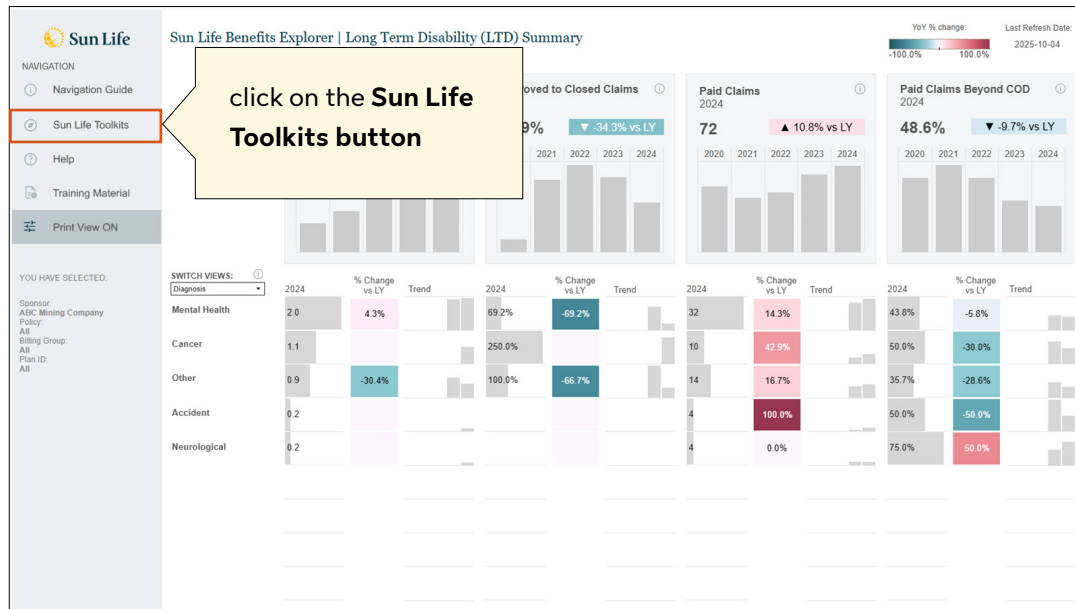 Sun Life
Sun Life Benefits Explorer | Long Term Disability (LTD) Summary
YoY % change:
-100.0% 100.0%
Last Refresh Date:
2025-10-04
NAVIGATION
Navigation Guide
Sun Life Toolkits
Help
Training Material
Print View ON
click on the Sun Life
Toolkits button
to Closed Claims
9% ▼ -34.3% vs LY
2021 2022 2023 2024
Paid Claims
2024
72 ▲ 10.8% vs LY
2020 2021 2022 2023 2024
Paid Claims Beyond COD
2024
48.6% ▼ -9.7% vs LY
2020 2021 2022 2023 2024
YOU HAVE SELECTED:
Sponsor:
ABC Mining Company
Policy:
All
Billing Group:
All
Plan ID:
All
SWITCH VIEWS:
Diagnosis
2024 % Change vs LY Trend 2024 % Change vs LY Trend 2024 % Change vs LY Trend 2024 % Change vs LY Trend
Mental Health 2.0 4.3% 69.2% -69.2% 32 14.3% 43.8% -5.8%
Cancer 1.1 250.0% 10 42.9% 50.0% -30.0%
Other 0.9 -30.4% 100.0% -66.7% 14 16.7% 35.7% -28.6%
Accident 0.2 4 100.0% 50.0% -50.0%
Neurological 0.2 4 0.0% 75.0% 50.0%